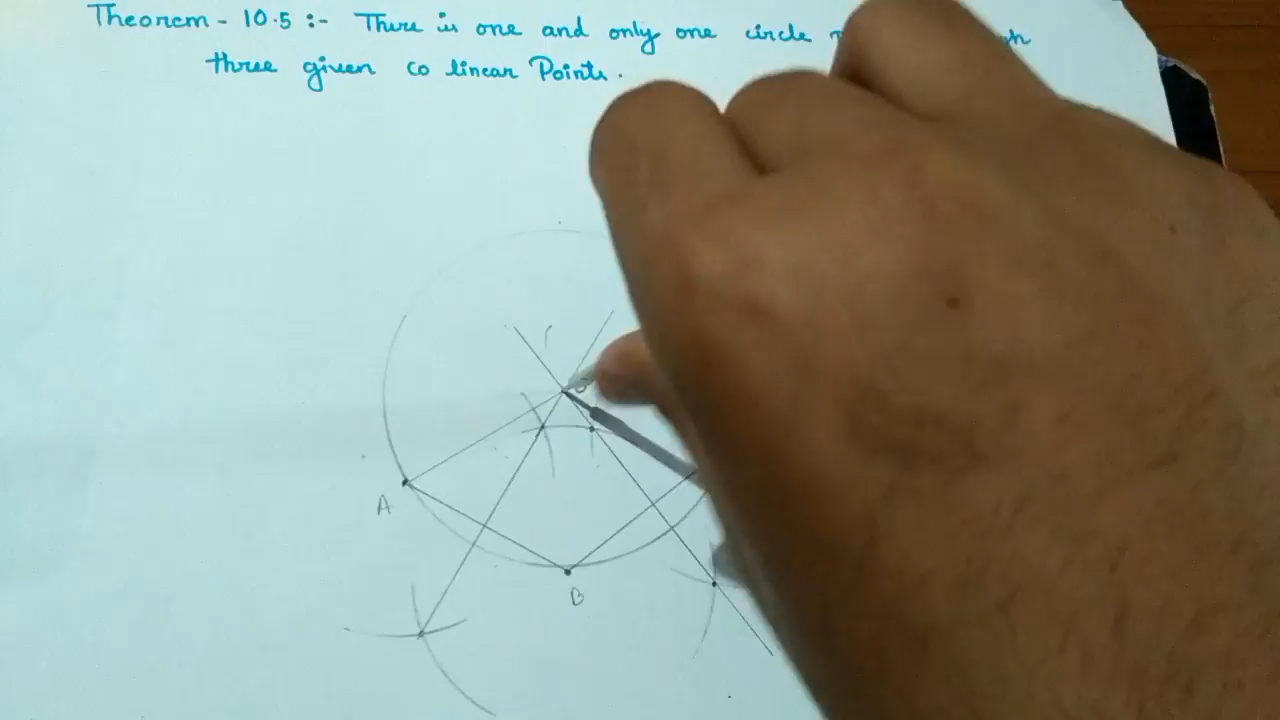 Theorem - 10.5 :- There is one and only one circle
three given co linear Points.
A
B